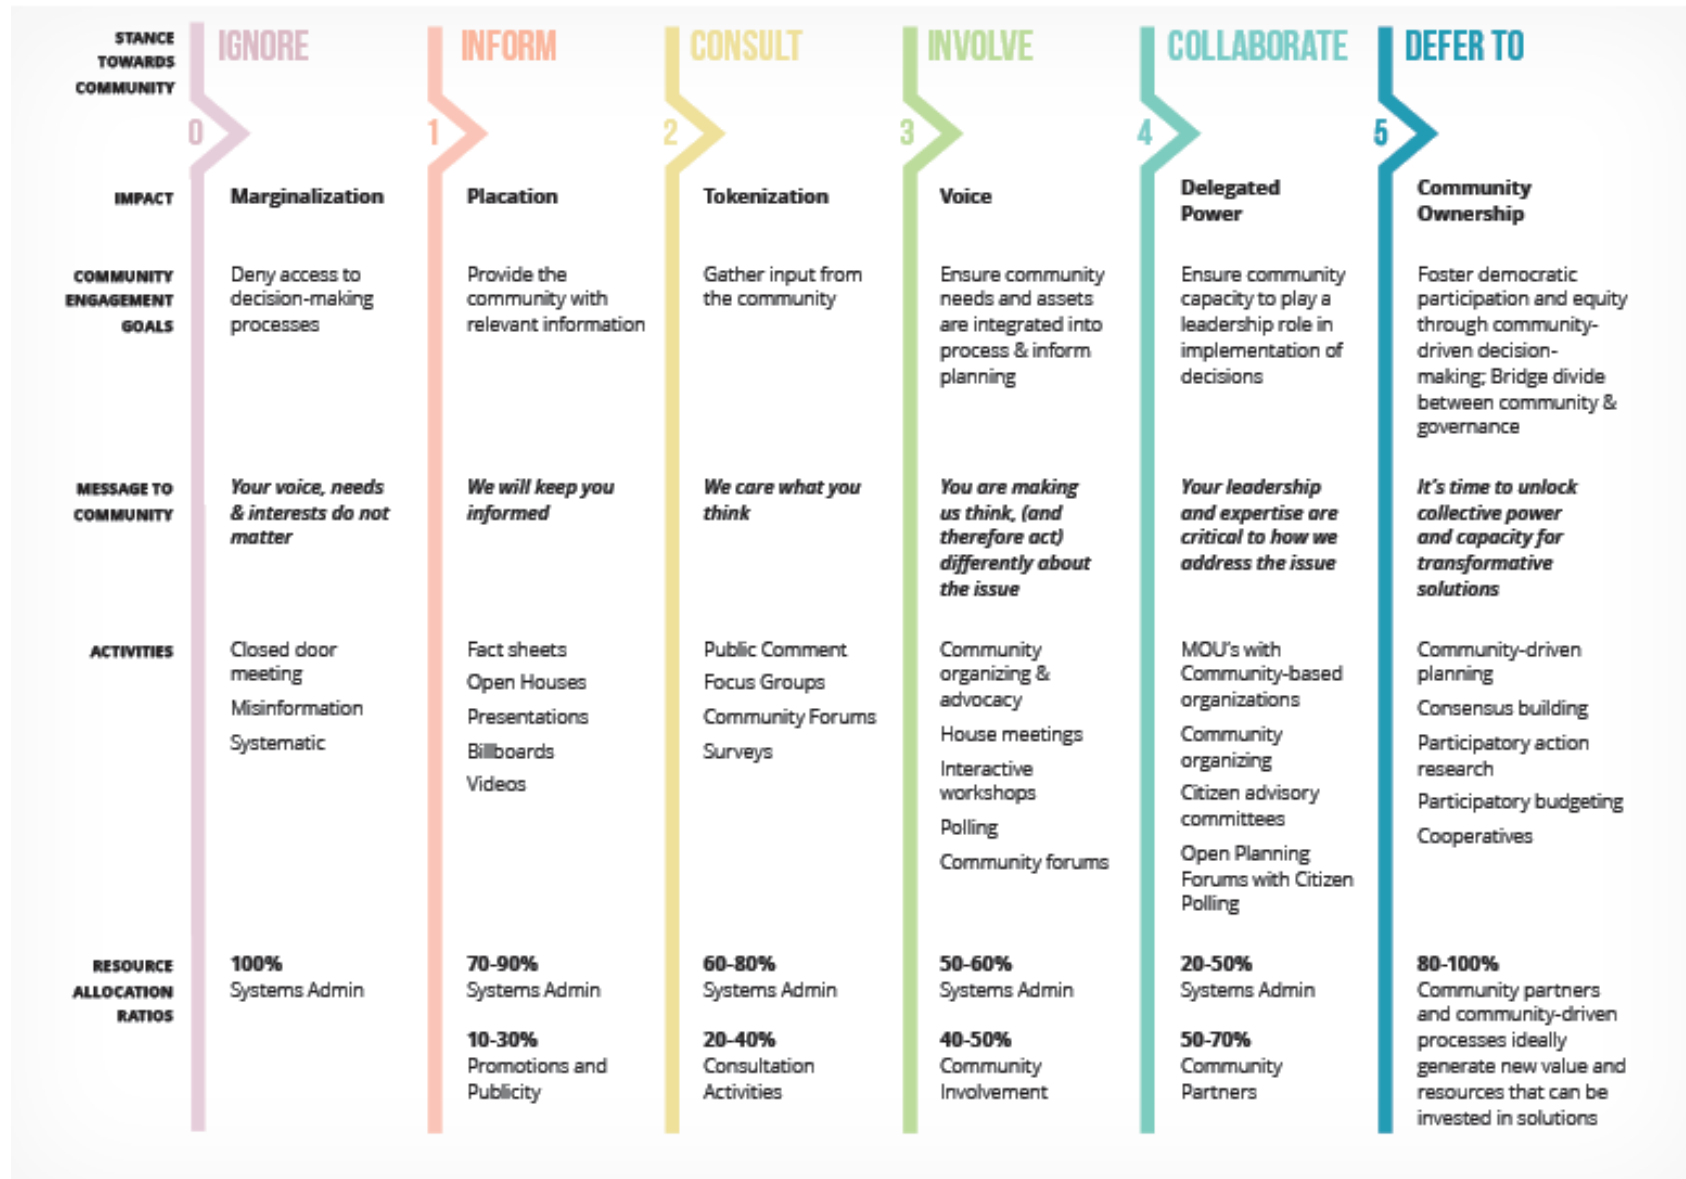 STANCE
TOWARDS
COMMUNITY
IGNORE
INFORM
CONSULT
INVOLVE
COLLABORATE
DEFER TO
0
1
2
3
4
5
IMPACT
Marginalization
Placation
Tokenization
Voice
Delegated
Power
Community
Ownership
COMMUNITY
ENGAGEMENT
GOALS
Deny access to
decision-making
processes
Provide the
community with
relevant information
Gather input from
the community
Ensure community
needs and assets
are integrated into
process & inform
planning
Ensure community
capacity to play a
leadership role in
implementation of
decisions
Foster democratic
participation and equity
through community-
driven decision-
making; Bridge divide
between community &
governance
MESSAGE TO
COMMUNITY
Your voice, needs
& interests do not
matter
We will keep you
informed
We care what you
think
You are making
us think, (and
therefore act)
differently about
the issue
Your leadership
and expertise are
critical to how we
address the issue
It's time to unlock
collective power
and capacity for
transformative
solutions
ACTIVITIES
Closed door
meeting
Misinformation
Systematic
Fact sheets
Open Houses
Presentations
Billboards
Videos
Public Comment
Focus Groups
Community Forums
Surveys
Community
organizing &
advocacy
House meetings
Interactive
workshops
Polling
Community forums
MOU's with
Community-based
organizations
Community
organizing
Citizen advisory
committees
Open Planning
Forums with Citizen
Polling
Community-driven
planning
Consensus building
Participatory action
research
Participatory budgeting
Cooperatives
RESOURCE
ALLOCATION
RATIOS
100%
Systems Admin
70-90%
Systems Admin
10-30%
Promotions and
Publicity
60-80%
Systems Admin
20-40%
Consultation
Activities
50-60%
Systems Admin
40-50%
Community
Involvement
20-50%
Systems Admin
50-70%
Community
Partners
80-100%
Community partners
and community-driven
processes ideally
generate new value and
resources that can be
invested in solutions